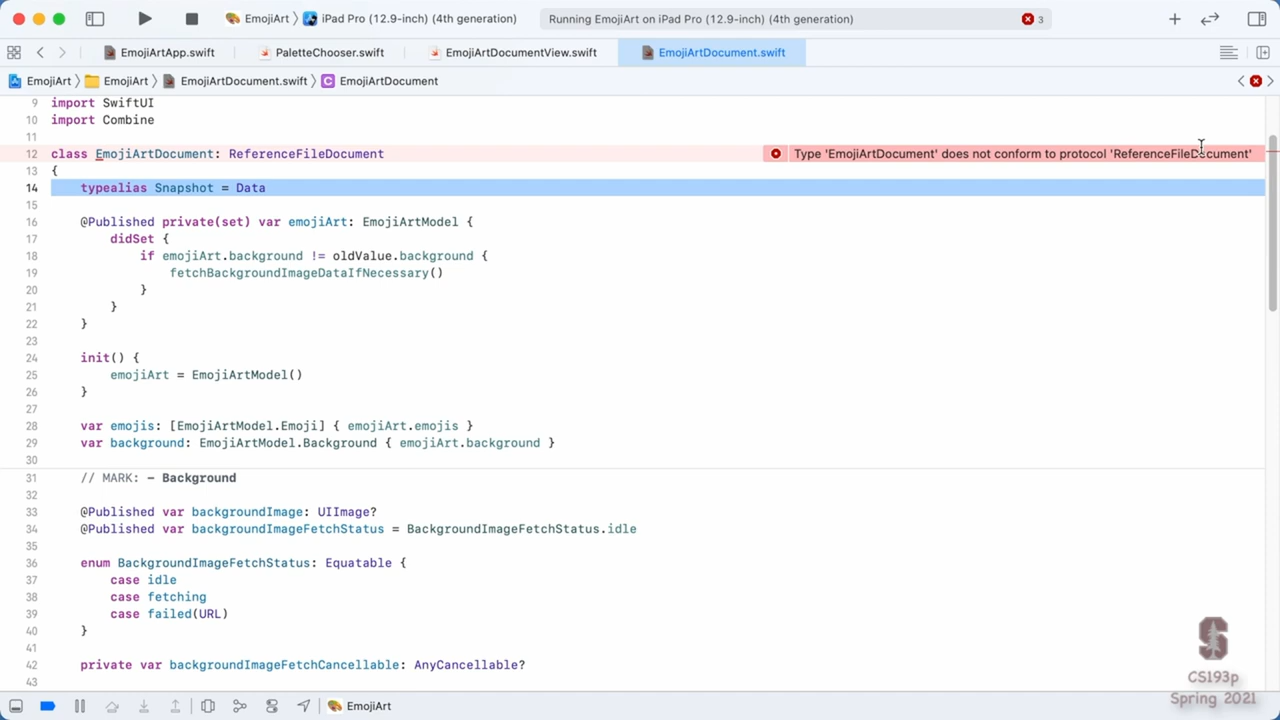 EmojiArt 〉 iPad Pro (12.9-inch) (4th generation)
Running EmojiArt on iPad Pro (12.9-inch) (4th generation)
3
EmojiArtApp.swift
PaletteChooser.swift
EmojiArtDocumentView.swift
EmojiArtDocument.swift
EmojiArt 〉 EmojiArt 〉 EmojiArtDocument.swift 〉 C EmojiArtDocument
9 import SwiftUI
10 import Combine
11
12 class EmojiArtDocument: ReferenceFileDocument
Type 'EmojiArtDocument' does not conform to protocol 'ReferenceFileDocument'
13 {
14 typealias Snapshot = Data
15
16 @Published private(set) var emojiArt: EmojiArtModel {
17 didSet {
18 if emojiArt.background != oldValue.background {
19 fetchBackgroundImageDataIfNecessary()
20 }
21 }
22 }
23
24 init() {
25 emojiArt = EmojiArtModel()
26 }
27
28 var emojis: [EmojiArtModel.Emoji] { emojiArt.emojis }
29 var background: EmojiArtModel.Background { emojiArt.background }
30
31 // MARK: - Background
32
33 @Published var backgroundImage: UIImage?
34 @Published var backgroundImageFetchStatus = BackgroundImageFetchStatus.idle
35
36 enum BackgroundImageFetchStatus: Equatable {
37 case idle
38 case fetching
39 case failed(URL)
40 }
41
42 private var backgroundImageFetchCancellable: AnyCancellable?
43
CS193p
Spring 2021
EmojiArt